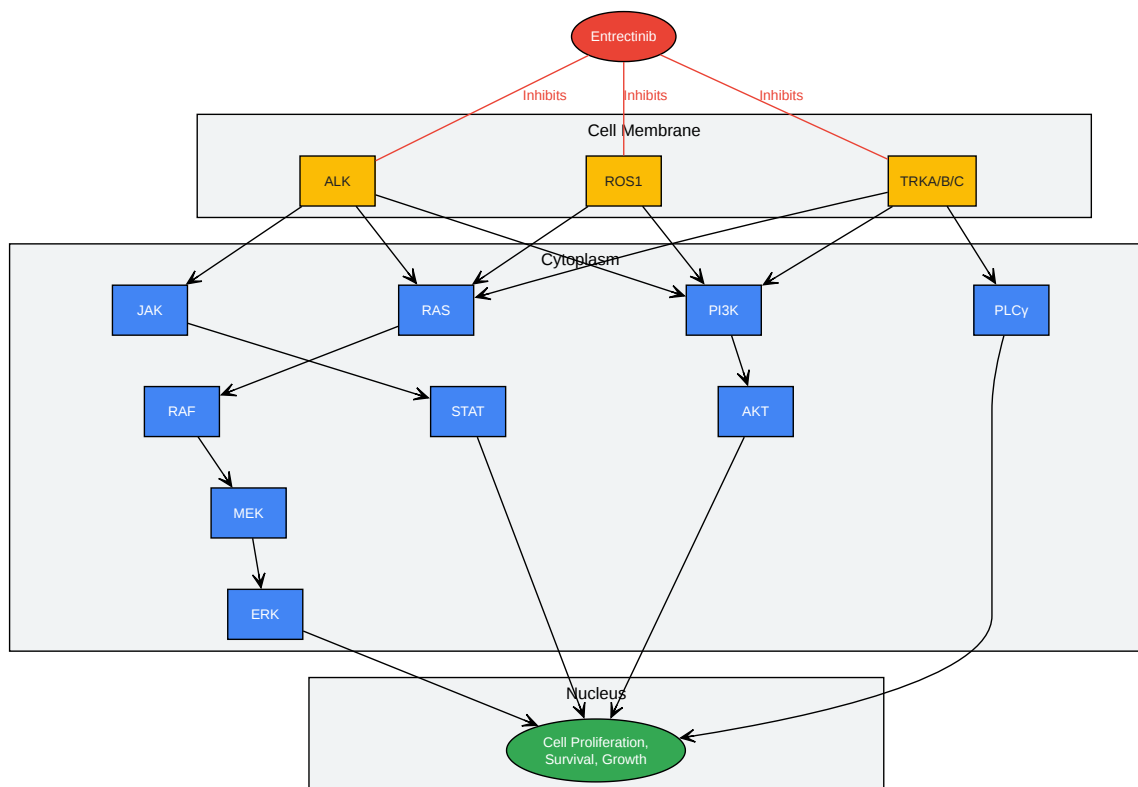 Entrectinib
Inhibits
Inhibits
Inhibits
Cell Membrane
ALK
ROS1
TRKA/B/C
Cytoplasm
JAK
RAS
PI3K
PLCγ
RAF
STAT
AKT
MEK
ERK
Nucleus
Cell Proliferation,
Survival, Growth